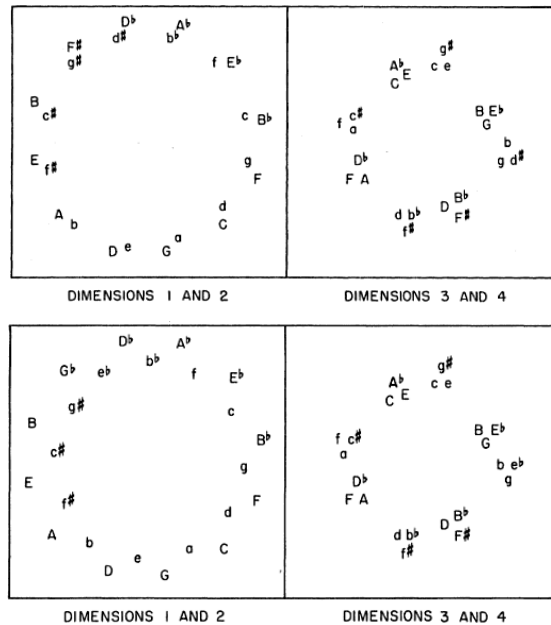 D♭ A♭
d♯ b♭
F♯
g♯ f E♭
B
c♯ c B♭
E g
f♯ F
A d
b C
a
D e G
DIMENSIONS 1 AND 2
g♯
A♭ E c e
C
B E♭
f c♯ G
a
b
D♭ g d♯
F A
B♭
d b♭ D F♯
f♯
DIMENSIONS 3 AND 4
D♭ A♭
b♭
G♭ e♭ f E♭
g♯ c
B
c♯ B♭
g
E
f♯ F
d
A b a C
e
D G
DIMENSIONS 1 AND 2
g♯
A♭ c e
C E
B E♭
f c♯ G
a
b e♭
D♭ g
F A
B♭
D
d b♭ F♯
f♯
DIMENSIONS 3 AND 4